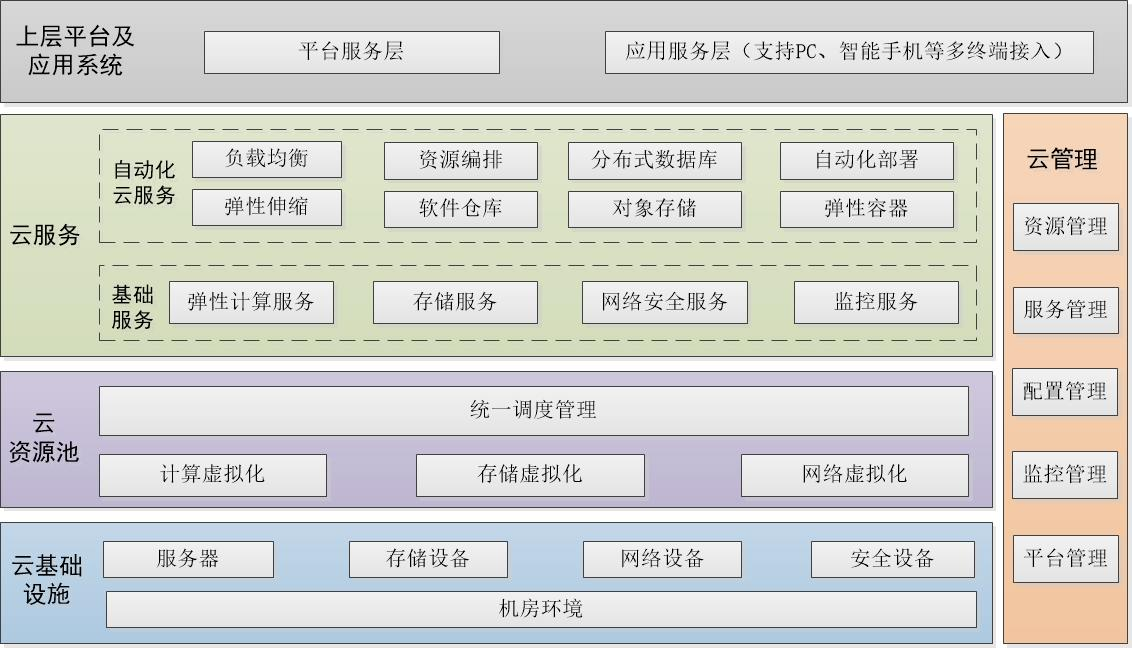 上层平台及
应用系统
平台服务层
应用服务层（支持PC、智能手机等多终端接入）
云服务
自动化
云服务
负载均衡
资源编排
分布式数据库
自动化部署
弹性伸缩
软件仓库
对象存储
弹性容器
基础
服务
弹性计算服务
存储服务
网络安全服务
监控服务
云
资源池
统一调度管理
计算虚拟化
存储虚拟化
网络虚拟化
云基础
设施
服务器
存储设备
网络设备
安全设备
机房环境
云管理
资源管理
服务管理
配置管理
监控管理
平台管理